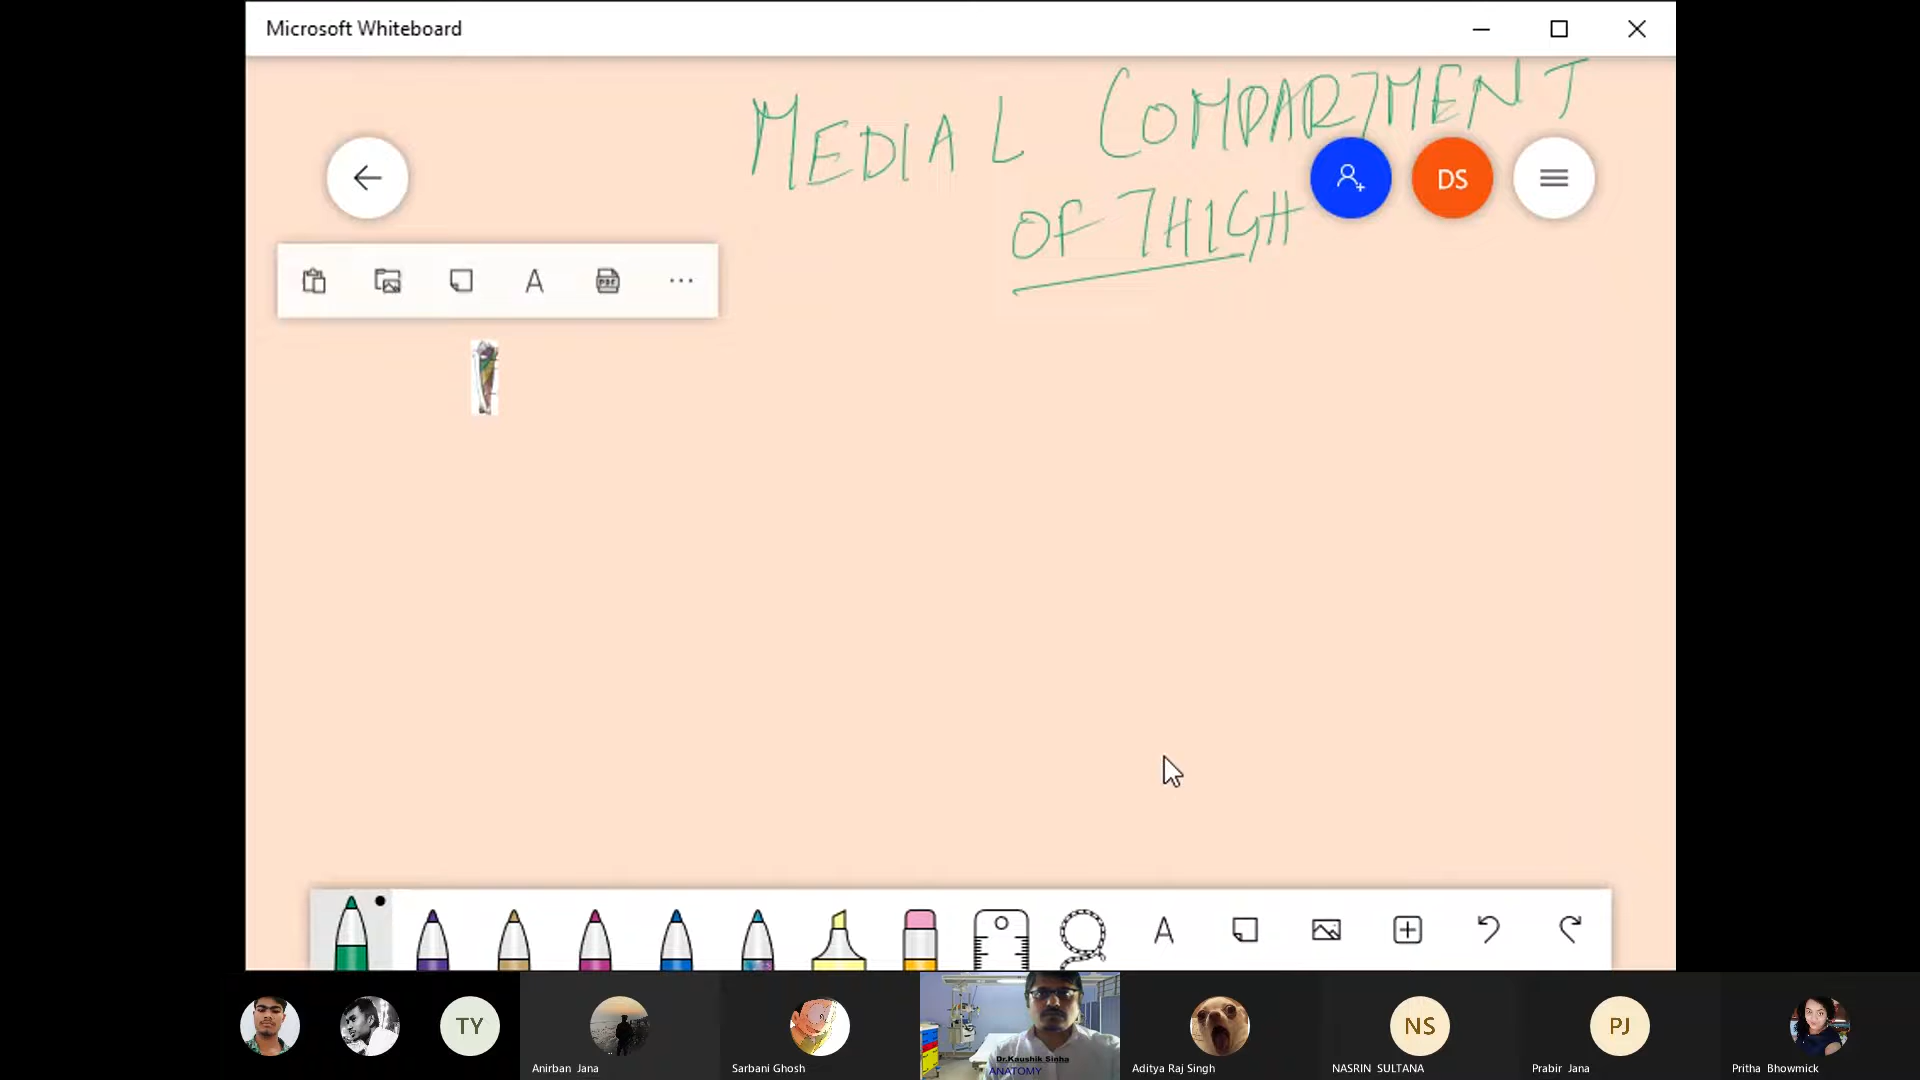 Microsoft Whiteboard
MEDIAL COMPARTMENT
OF THIGH
DS
A
PDF
A
TY
NS
PJ
Dr.Kaushik Sinha
ANATOMY
Anirban Jana
Sarbani Ghosh
Aditya Raj Singh
NASRIN SULTANA
Prabir Jana
Pritha Bhowmick